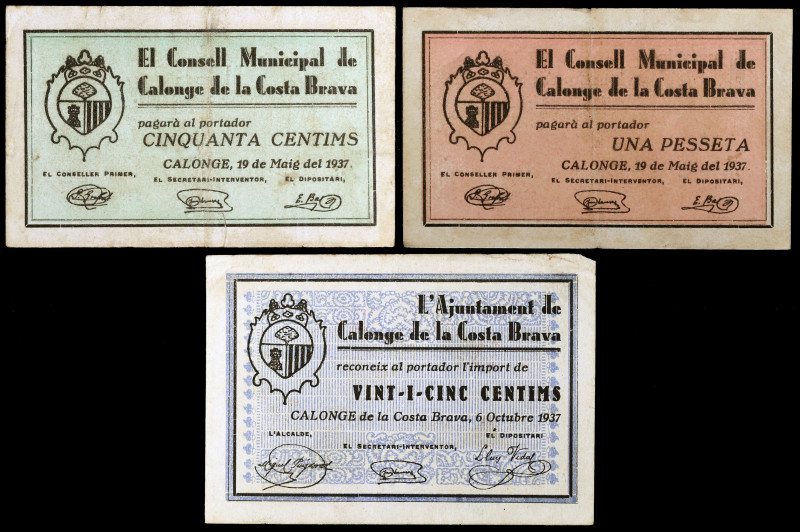 El Consell Municipal de
Calonge de la Costa Brava
pagarà al portador
CINQUANTA CENTIMS
CALONGE, 19 de Maig del 1937.
EL CONSELLER PRIMER,
EL SECRETARI-INTERVENTOR,
EL DIPOSITARI,
El Consell Municipal de
Calonge de la Costa Brava
pagarà al portador
UNA PESSETA
CALONGE, 19 de Maig del 1937.
EL CONSELLER PRIMER,
EL SECRETARI-INTERVENTOR,
EL DIPOSITARI,
L'Ajuntament de
Calonge de la Costa Brava
reconeix al portador l'import de
VINT-I-CINC CENTIMS
CALONGE de la Costa Brava, 6 Octubre 1937
L'ALCALDE,
EL SECRETARI-INTERVENTOR,
EL DIPOSITARI
Lluy Vidal